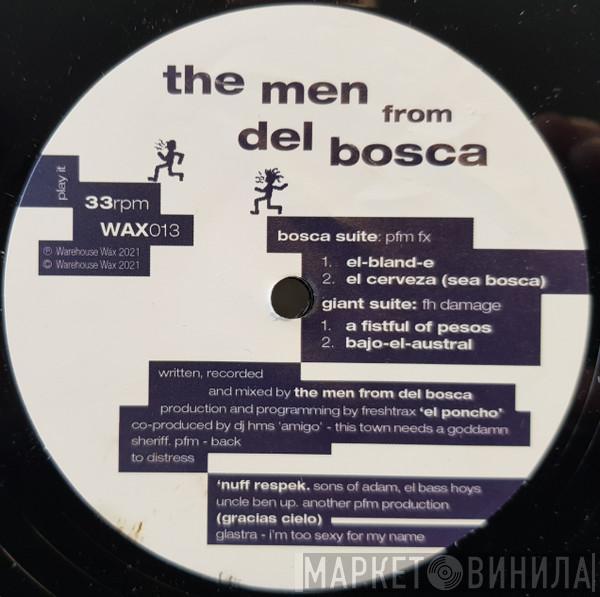 the men from
del bosca
play it
33rpm
WAX013
℗ Warehouse Wax 2021
© Warehouse Wax 2021
bosca suite: pfm fx
1. el-bland-e
2. el cerveza (sea bosca)
giant suite: fh damage
1. a fistful of pesos
2. bajo-el-austral
written, recorded
and mixed by the men from del bosca
production and programming by freshtrax 'el poncho'
co-produced by dj hms 'amigo' - this town needs a goddamn
sheriff. pfm - back
to distress
'nuff respek. sons of adam, el bass hoys
uncle ben up. another pfm production
(gracias cielo)
glastra - i'm too sexy for my name
МАРКЕТ ВИНИЛА